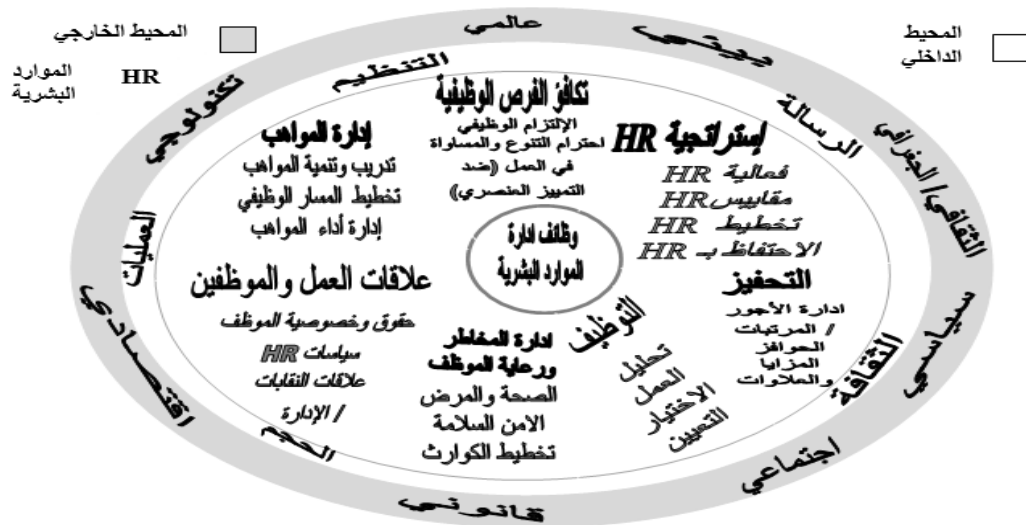 المحيط الخارجي
HR الموارد
البشرية
المحيط
الداخلي
عالمي
بيئي
الثقافي/ الجغرافي
سياسي
اجتماعي
قانوني
اقتصادي
تكنولوجي
التنظيم
الرسالة
الثقافة
الحجم
العمليات
تكافؤ الفرص الوظيفية
الإلتزام الوظيفي
احترام التنوع والمساواة
في العمل ((ضد
التمييز العنصري))
إستراتجية HR
فعالية HR
مقاييس HR
تخطيط HR
الاحتفاظ بـ HR
التحفيز
ادارة الأجور
/ المرتبات
الحوافز
المزايا
والعلاوات
التوظيف
تحليل
العمل
الاختيار
التعيين
ادارة المخاطر
ورعاية الموظف
الصحة والمرض
الامن السلامة
تخطيط الكوارث
علاقات العمل والموظفين
حقوق وخصوصية الموظف
سياسات HR
علاقات النقابات
/ الإدارة
إدارة المواهب
تدريب وتنمية المواهب
تخطيط المسار الوظيفي
إدارة أداء المواهب
وظائف ادارة
الموارد البشرية